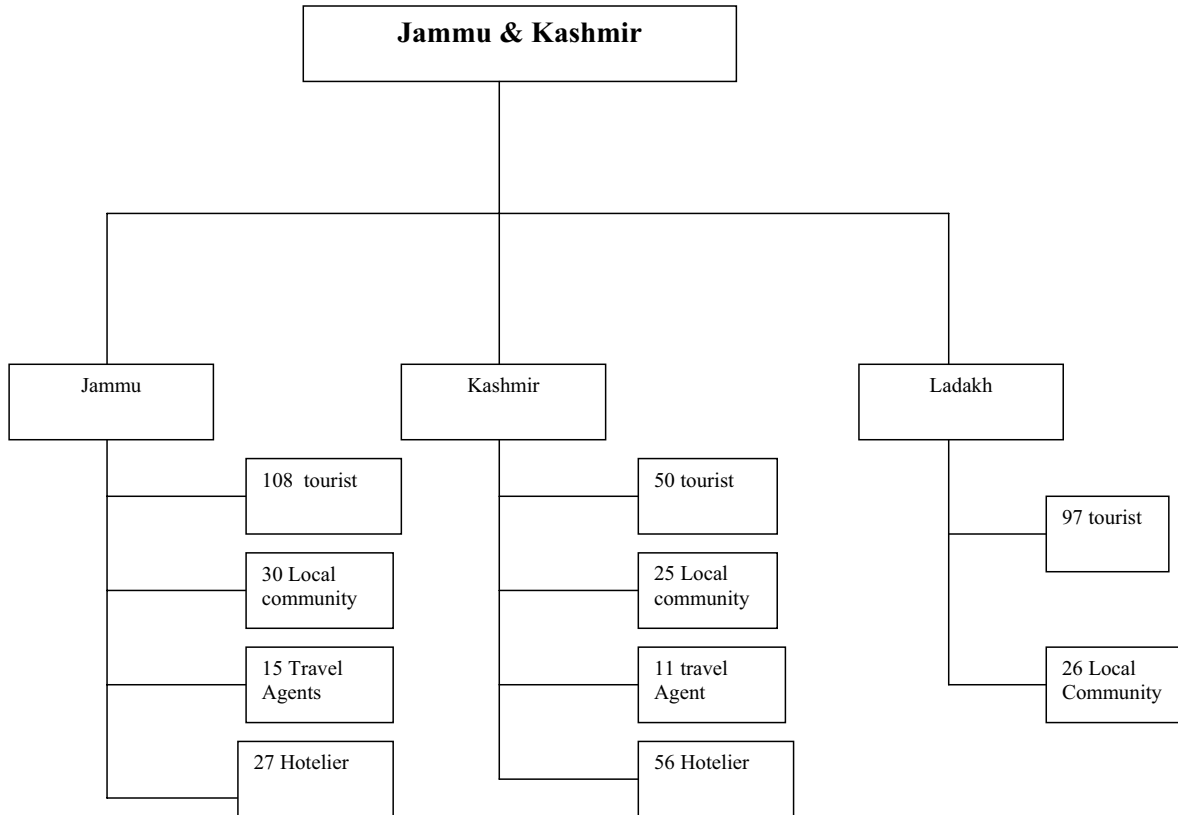 Jammu & Kashmir
Jammu
Kashmir
Ladakh
108 tourist
30 Local
community
15 Travel
Agents
27 Hotelier
50 tourist
25 Local
community
11 travel
Agent
56 Hotelier
97 tourist
26 Local
Community